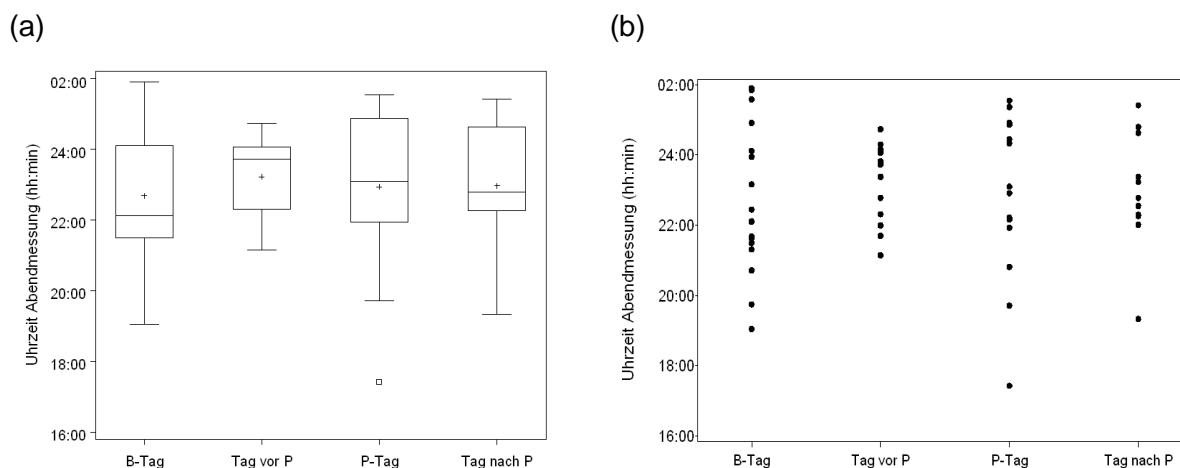 (a)
(b)
Uhrzeit Abendmessung (hh:min)
02:00
24:00
22:00
20:00
18:00
16:00
B-Tag Tag vor P P-Tag Tag nach P
Uhrzeit Abendmessung (hh:min)
02:00
24:00
22:00
20:00
18:00
16:00
B-Tag Tag vor P P-Tag Tag nach P